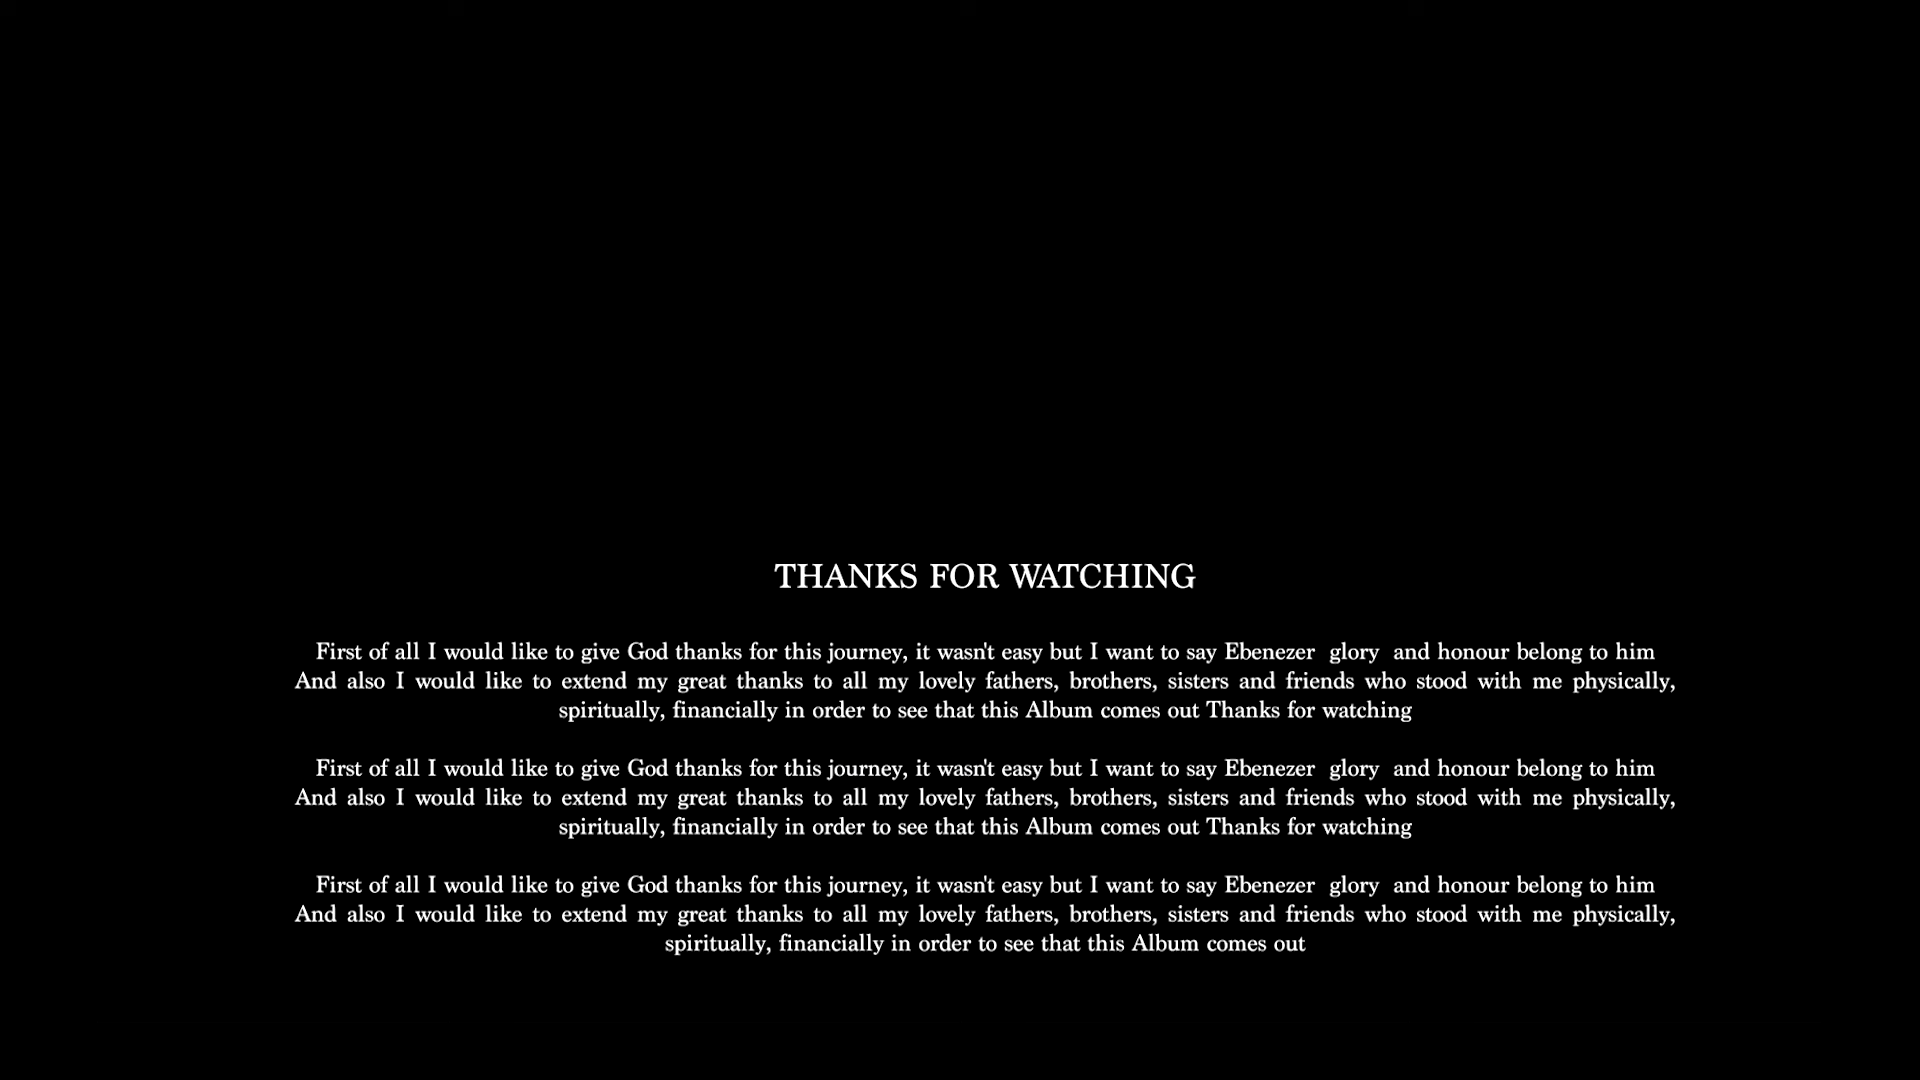 THANKS FOR WATCHING
First of all I would like to give God thanks for this journey, it wasn't easy but I want to say Ebenezer  glory  and honour belong to him
And also I would like to extend my great thanks to all my lovely fathers, brothers, sisters and friends who stood with me physically,
spiritually, financially in order to see that this Album comes out Thanks for watching
First of all I would like to give God thanks for this journey, it wasn't easy but I want to say Ebenezer  glory  and honour belong to him
And also I would like to extend my great thanks to all my lovely fathers, brothers, sisters and friends who stood with me physically,
spiritually, financially in order to see that this Album comes out Thanks for watching
First of all I would like to give God thanks for this journey, it wasn't easy but I want to say Ebenezer  glory  and honour belong to him
And also I would like to extend my great thanks to all my lovely fathers, brothers, sisters and friends who stood with me physically,
spiritually, financially in order to see that this Album comes out